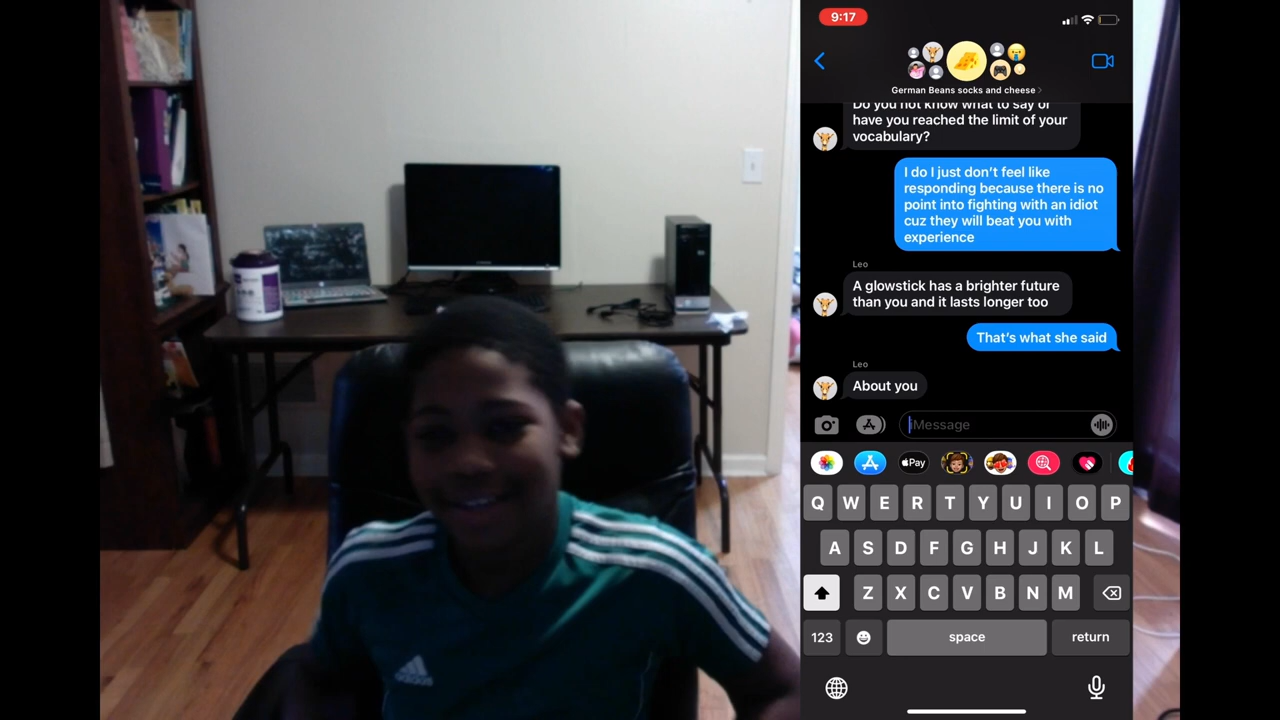 9:17
German Beans socks and cheese
Do you not know what to say or
have you reached the limit of your
vocabulary?
I do I just don’t feel like
responding because there is no
point into fighting with an idiot
cuz they will beat you with
experience
Leo
A glowstick has a brighter future
than you and it lasts longer too
That’s what she said
Leo
About you
iMessage
Pay
Q W E R T Y U I O P
A S D F G H J K L
Z X C V B N M
123 space return
adidas